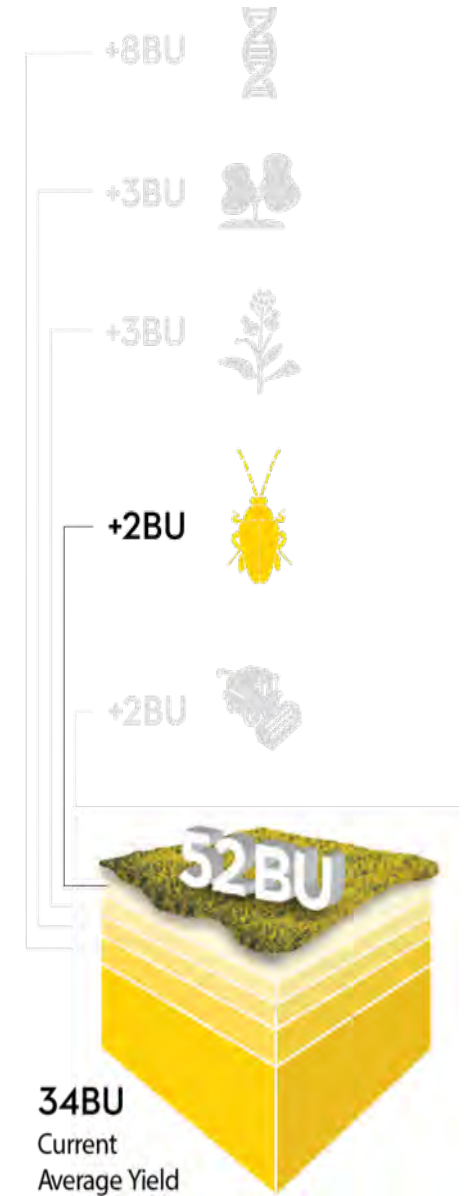 +8BU
+3BU
+3BU
+2BU
+2BU
52BU
34BU
Current
Average Yield